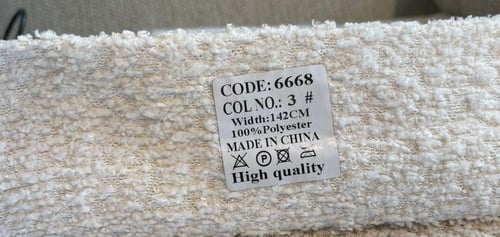 CODE: 6668
COL NO.: 3 #
Width:142CM
100%Polyester
MADE IN CHINA
P
High quality